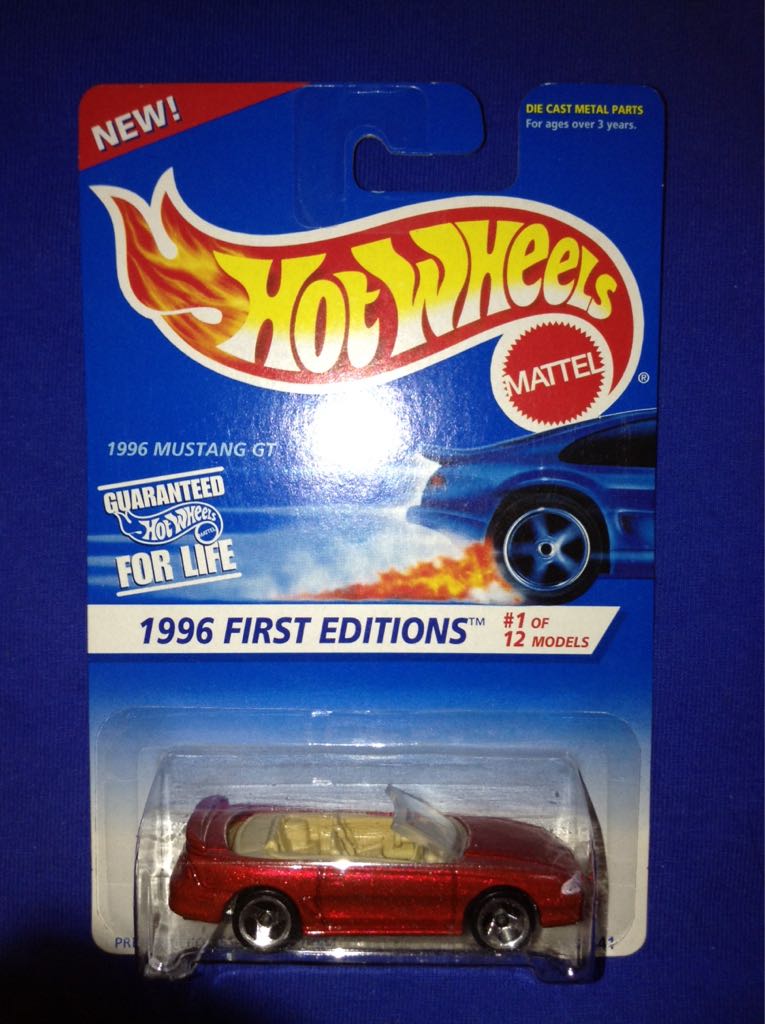 NEW!
DIE CAST METAL PARTS
For ages over 3 years.
HOT WHEELS
MATTEL
®
1996 MUSTANG GT
GUARANTEED
HOT WHEELS
MATTEL
FOR LIFE
1996 FIRST EDITIONS™
#1 OF
12 MODELS